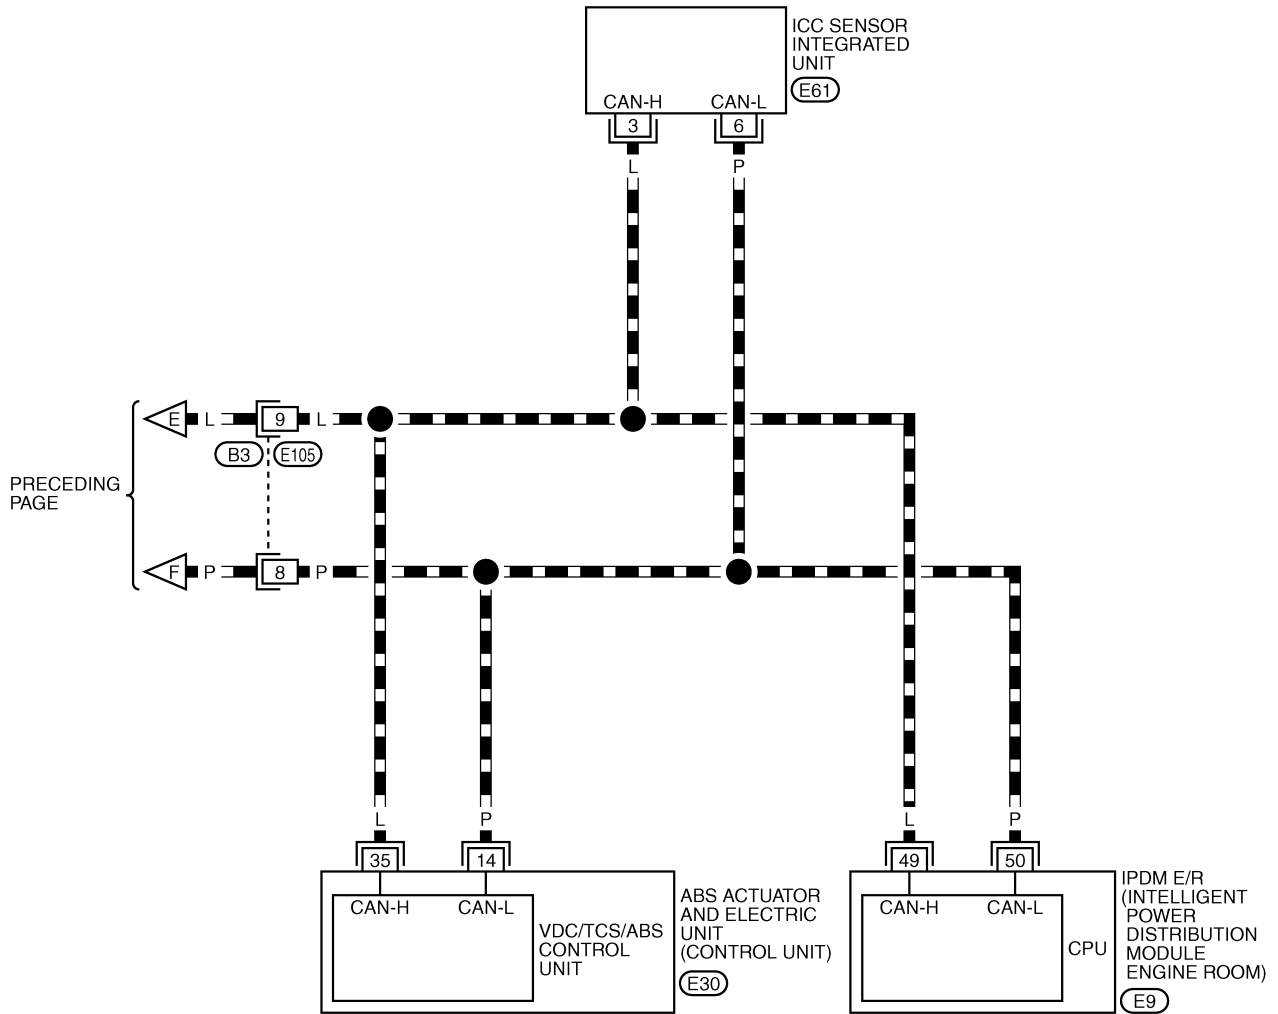 ICC SENSOR
INTEGRATED
UNIT
E61
CAN-H
CAN-L
3
6
L
P
E
L
9
L
B3
E105
PRECEDING
PAGE
F
P
8
P
L
P
L
P
35
14
49
50
CAN-H
CAN-L
VDC/TCS/ABS
CONTROL
UNIT
ABS ACTUATOR
AND ELECTRIC
UNIT
(CONTROL UNIT)
E30
CAN-H
CAN-L
CPU
IPDM E/R
(INTELLIGENT
POWER
DISTRIBUTION
MODULE
ENGINE ROOM)
E9